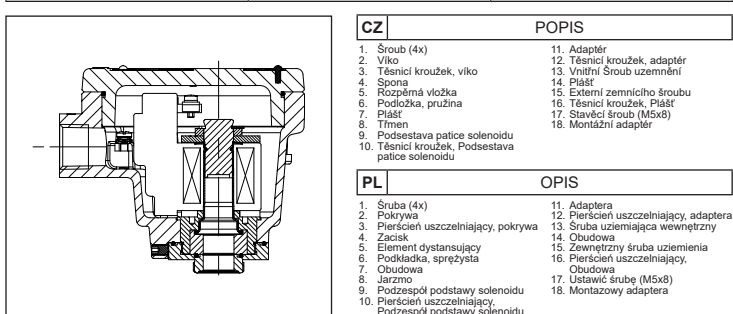 CZ POPIS
1. Šroub (4x)
2. Víko
3. Těsnicí kroužek, víko
4. Spona
5. Rozpěrná vložka
6. Podložka, pružina
7. Plášť
8. Třmen
9. Podsestava patice solenoidu
10. Těsnicí kroužek, Podsestava
patice solenoidu
11. Adaptér
12. Těsnicí kroužek, adaptér
13. Vnitřní Šroub uzemnění
14. Plášť
15. Externí zemnícího šroubu
16. Těsnicí kroužek, Plášť
17. Stavěcí šroub (M5x8)
18. Montážní adaptér
PL OPIS
1. Śruba (4x)
2. Pokrywa
3. Pierścień uszczelniający, pokrywa
4. Zacisk
5. Element dystansujący
6. Podkładka, sprężysta
7. Obudowa
8. Jarzmo
9. Podzespół podstawy solenoidu
10. Pierścień uszczelniający,
Podzespół podstawy solenoidu
11. Adaptera
12. Pierścień uszczelniający, adaptera
13. Śruba uziemiająca wewnętrzny
14. Obudowa
15. Zewnętrzny śruba uziemienia
16. Pierścień uszczelniający,
Obudowa
17. Ustawić śrubę (M5x8)
18. Montazowy adaptera